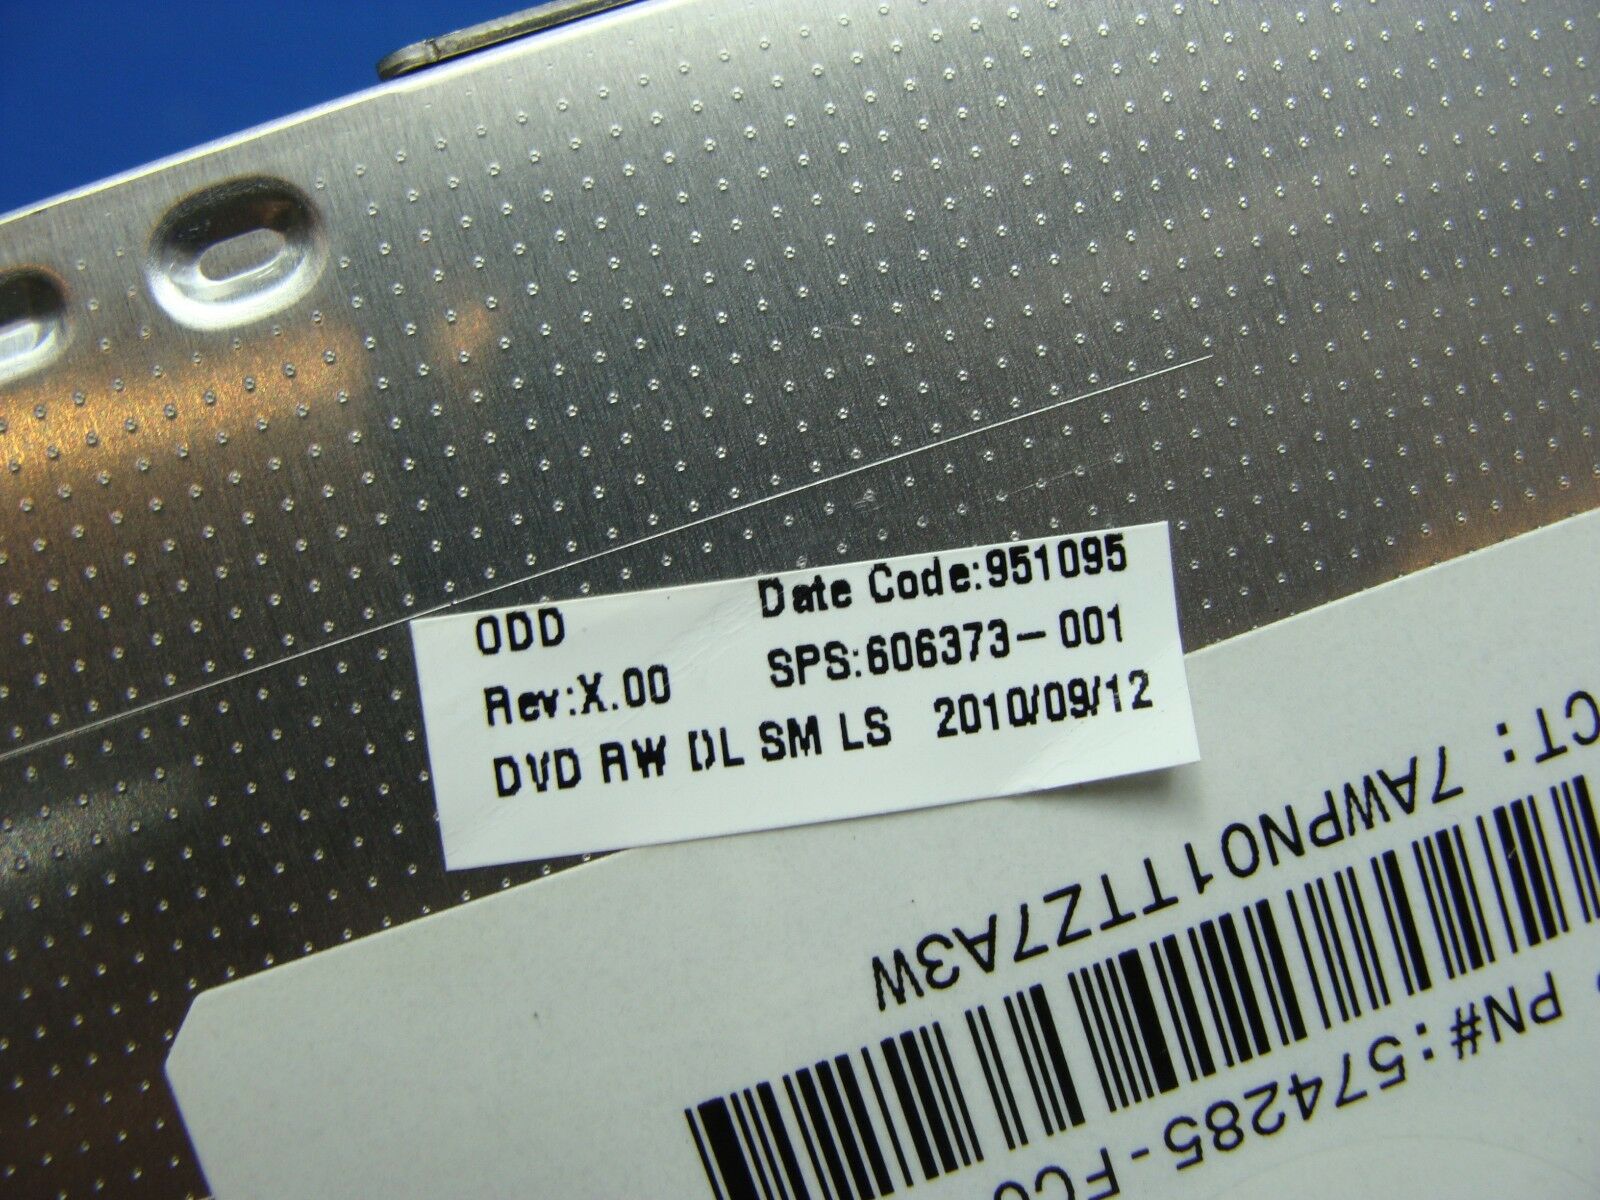 ODD Date Code:951095
Rev:X.00 SPS:606373-001
DVD RW DL SM LS 2010/09/12
CT: 7AWPN01TTZ7A3W
PN#:574285-FC